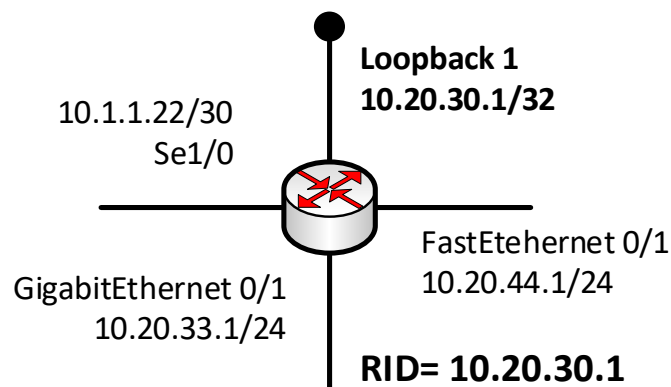 Loopback 1
10.20.30.1/32
10.1.1.22/30
Se1/0
FastEtehernet 0/1
10.20.44.1/24
GigabitEthernet 0/1
10.20.33.1/24
RID= 10.20.30.1